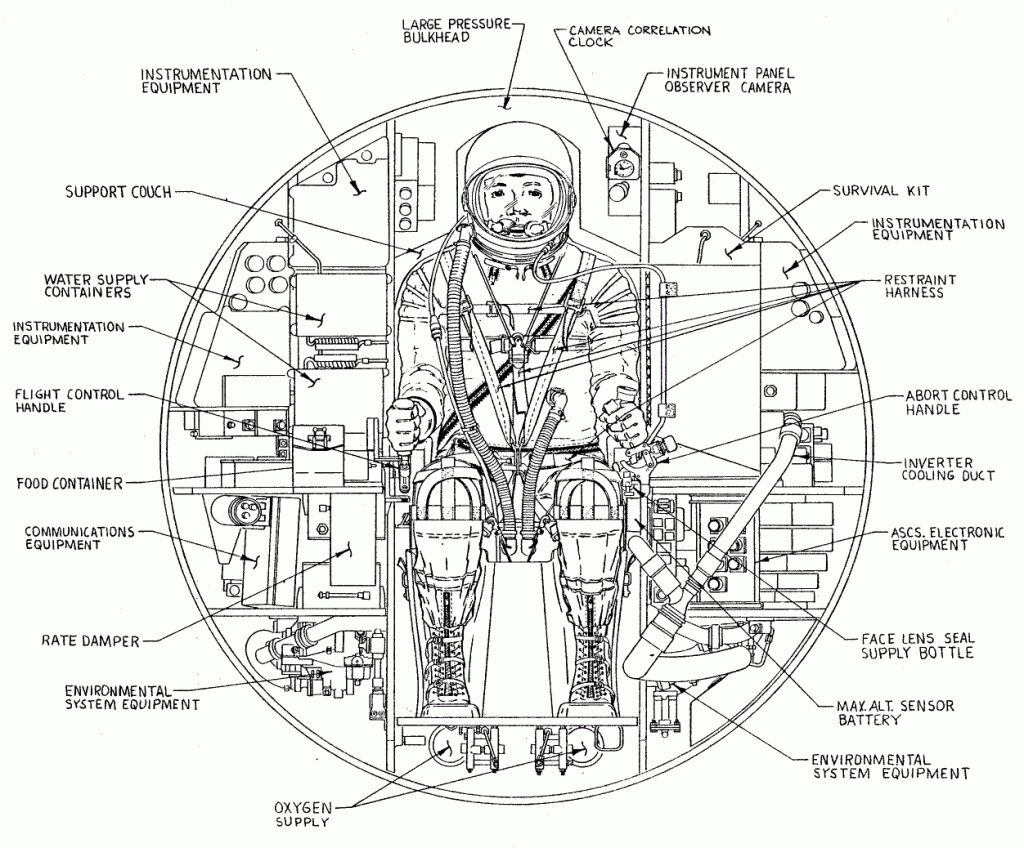 LARGE PRESSURE
BULKHEAD
CAMERA CORRELATION
CLOCK
INSTRUMENTATION
EQUIPMENT
INSTRUMENT PANEL
OBSERVER CAMERA
SUPPORT COUCH
SURVIVAL KIT
INSTRUMENTATION
EQUIPMENT
WATER SUPPLY
CONTAINERS
RESTRAINT
HARNESS
INSTRUMENTATION
EQUIPMENT
FLIGHT CONTROL
HANDLE
ABORT CONTROL
HANDLE
FOOD CONTAINER
INVERTER
COOLING DUCT
COMMUNICATIONS
EQUIPMENT
ASCS. ELECTRONIC
EQUIPMENT
RATE DAMPER
FACE LENS SEAL
SUPPLY BOTTLE
ENVIRONMENTAL
SYSTEM EQUIPMENT
MAX. ALT. SENSOR
BATTERY
ENVIRONMENTAL
SYSTEM EQUIPMENT
OXYGEN
SUPPLY